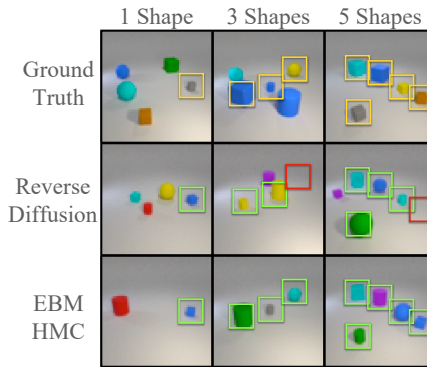 1 Shape 3 Shapes 5 Shapes
Ground
Truth
Reverse
Diffusion
EBM
HMC